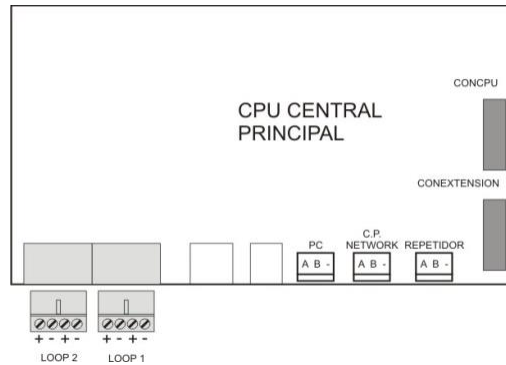 CONCPU
CPU CENTRAL
PRINCIPAL
CONEXTENSION
PC
C.P.
NETWORK
REPETIDOR
A B -
A B -
A B -
+ - + -
+ - + -
LOOP 2
LOOP 1